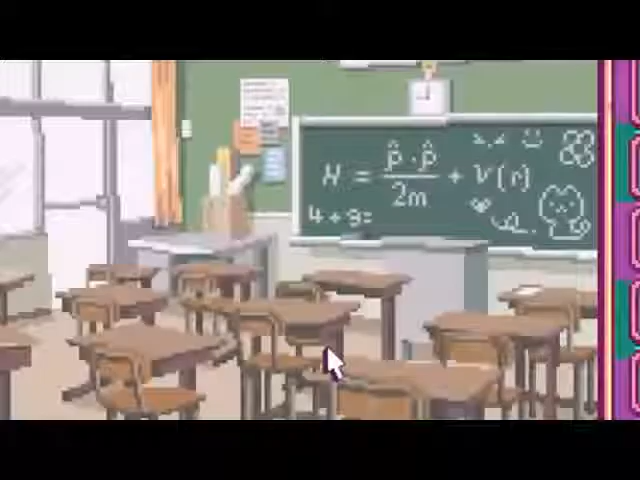 H = p̂ · p̂ / 2m + V(r)
4+9=